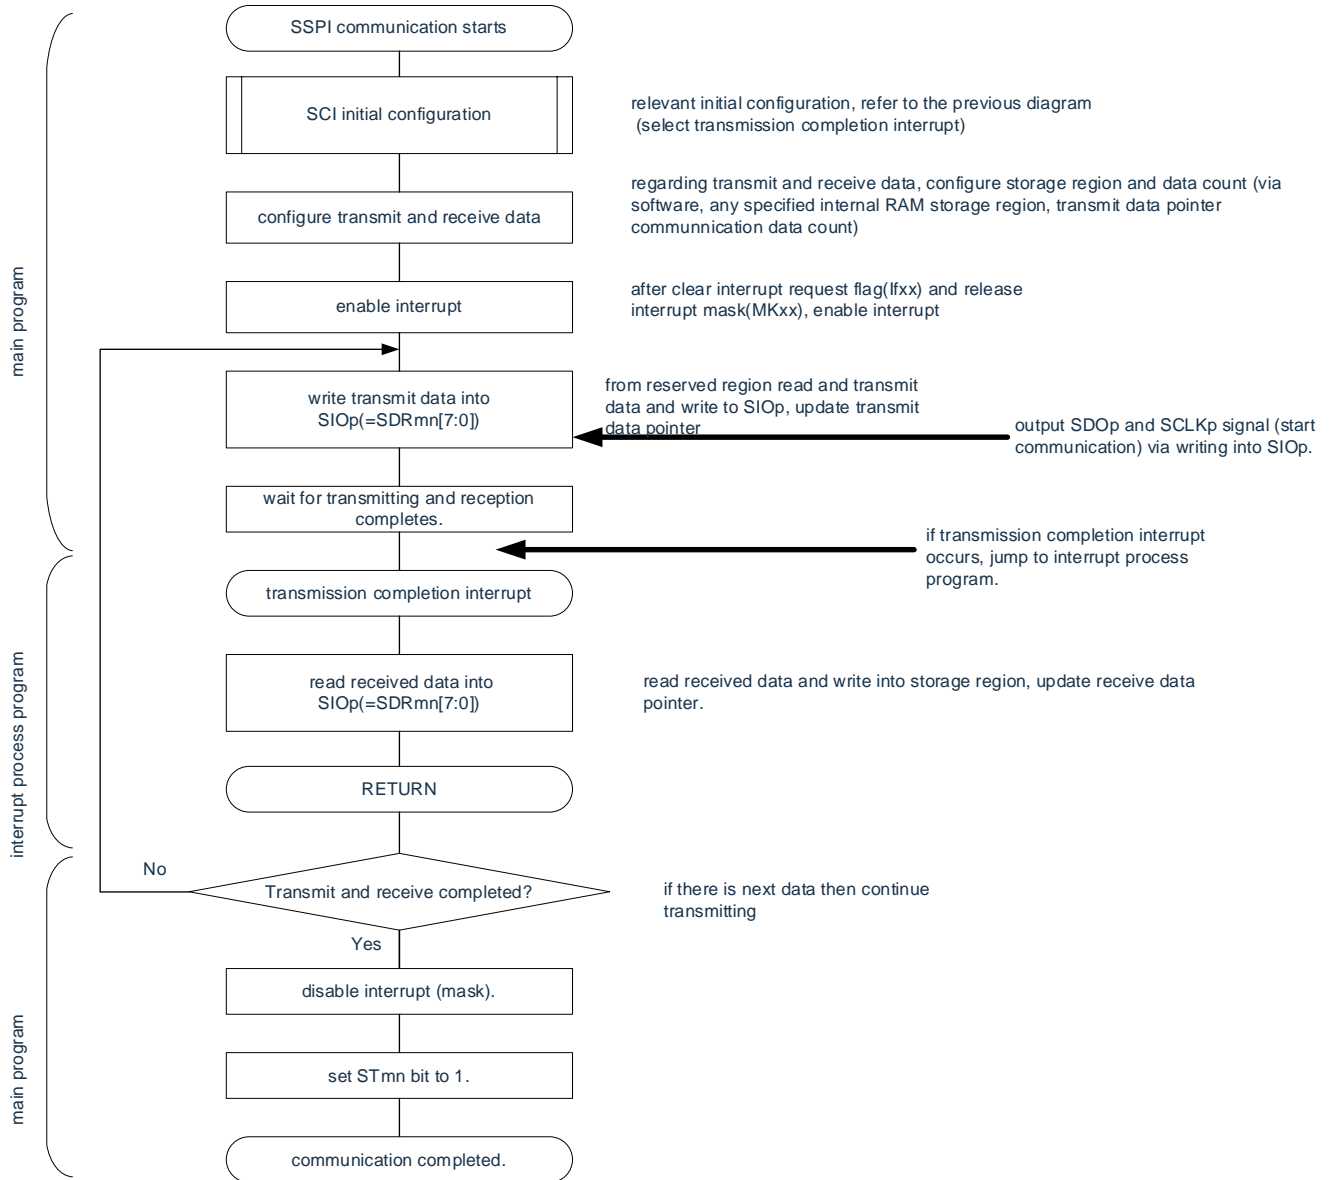 SSPI communication starts
SCI initial configuration
relevant initial configuration, refer to the previous diagram
(select transmission completion interrupt)
configure transmit and receive data
regarding transmit and receive data, configure storage region and data count (via
software, any specified internal RAM storage region, transmit data pointer
communnication data count)
enable interrupt
after clear interrupt request flag(Ifxx) and release
interrupt mask(MKxx), enable interrupt
main program
write transmit data into
SIOp(=SDRmn[7:0])
from reserved region read and transmit
data and write to SIOp, update transmit
data pointer
output SDOp and SCLKp signal (start
communication) via writing into SIOp.
wait for transmitting and reception
completes.
if transmission completion interrupt
occurs, jump to interrupt process
program.
transmission completion interrupt
read received data into
SIOp(=SDRmn[7:0])
read received data and write into storage region, update receive data
pointer.
interrupt process program
RETURN
No
Transmit and receive completed?
if there is next data then continue
transmitting
Yes
disable interrupt (mask).
set STmn bit to 1.
main program
communication completed.